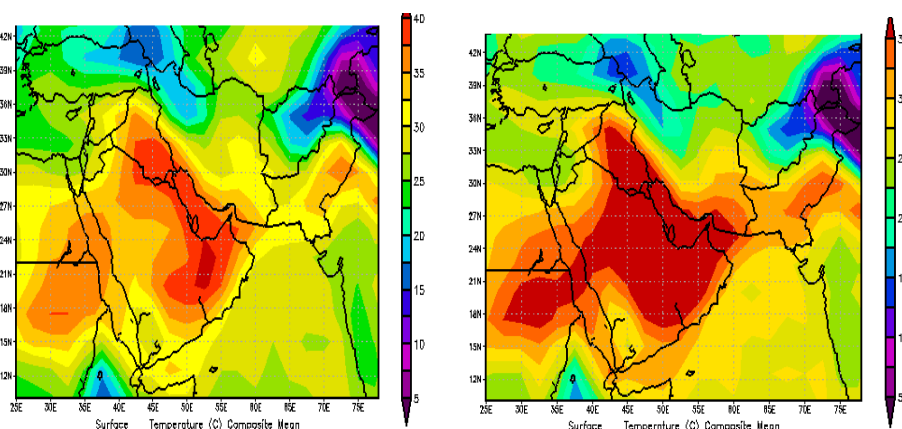 42N
39N
36N
33N
30N
27N
24N
21N
18N
15N
12N
25E 30E 35E 40E 45E 50E 55E 60E 65E 70E 75E
Surface Temperature (C) Composite Mean
40
35
30
25
20
15
10
5
42N
39N
36N
33N
30N
27N
24N
21N
18N
15N
12N
25E 30E 35E 40E 45E 50E 55E 60E 65E 70E 75E
Surface Temperature (C) Composite Mean